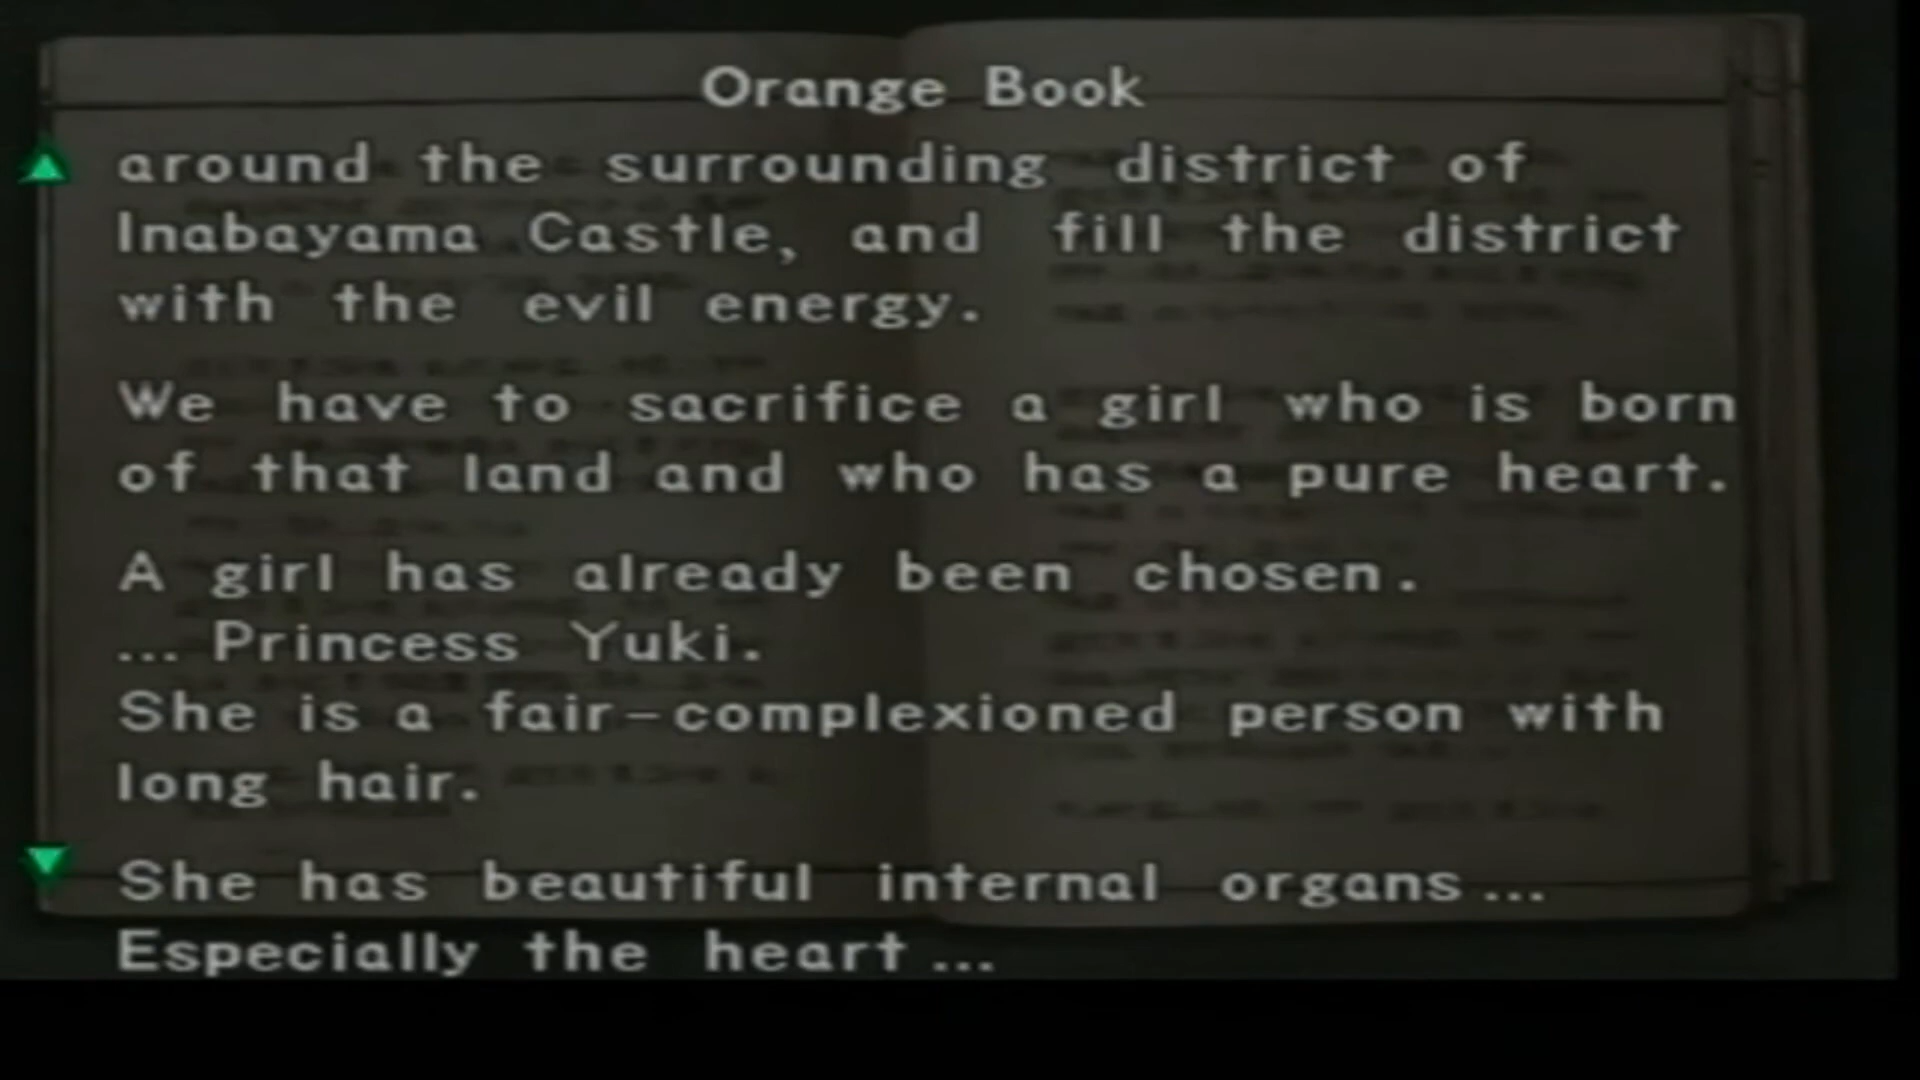 Orange Book
around the surrounding district of
Inabayama Castle, and fill the district
with the evil energy.
We have to sacrifice a girl who is born
of that land and who has a pure heart.
A girl has already been chosen.
... Princess Yuki.
She is a fair-complexioned person with
long hair.
She has beautiful internal organs...
Especially the heart...